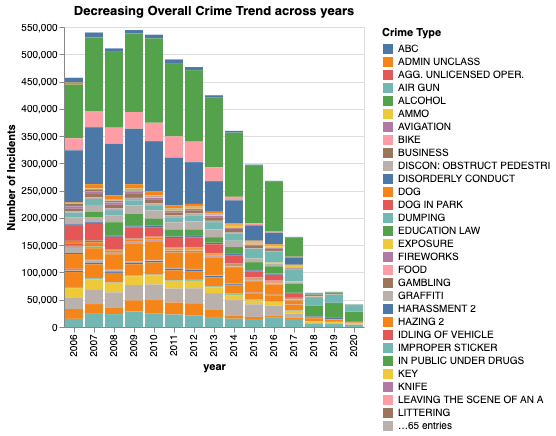 Decreasing Overall Crime Trend across years
Number of Incidents
550,000
500,000
450,000
400,000
350,000
300,000
250,000
200,000
150,000
100,000
50,000
0
2006
2007
2008
2009
2010
2011
2012
2013
2014
2015
2016
2017
2018
2019
2020
year
Crime Type
ABC
ADMIN UNCLASS
AGG. UNLICENSED OPER.
AIR GUN
ALCOHOL
AMMO
AVIGATION
BIKE
BUSINESS
DISCON: OBSTRUCT PEDESTRI
DISORDERLY CONDUCT
DOG
DOG IN PARK
DUMPING
EDUCATION LAW
EXPOSURE
FIREWORKS
FOOD
GAMBLING
GRAFFITI
HARASSMENT 2
HAZING 2
IDLING OF VEHICLE
IMPROPER STICKER
IN PUBLIC UNDER DRUGS
KEY
KNIFE
LEAVING THE SCENE OF AN A
LITTERING
…65 entries